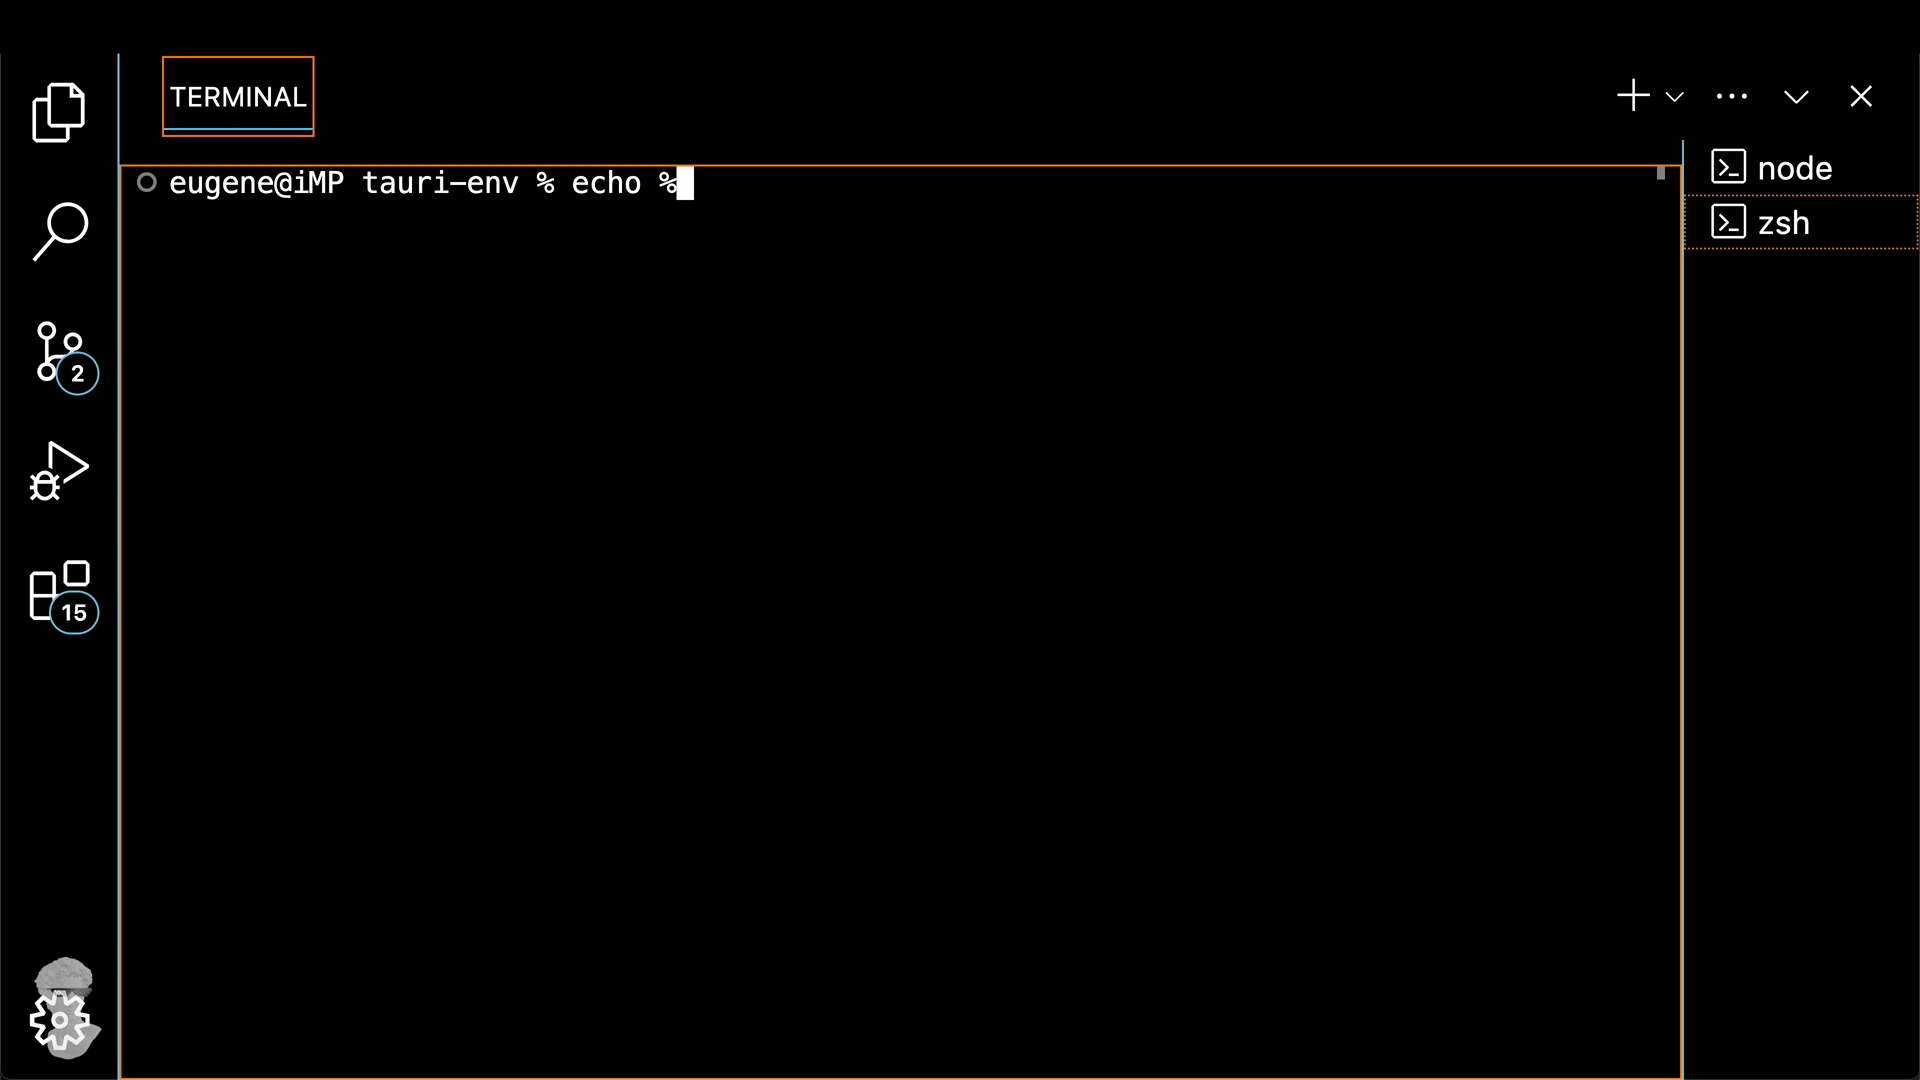 TERMINAL
eugene@iMP tauri-env % echo %
node
zsh
2
15